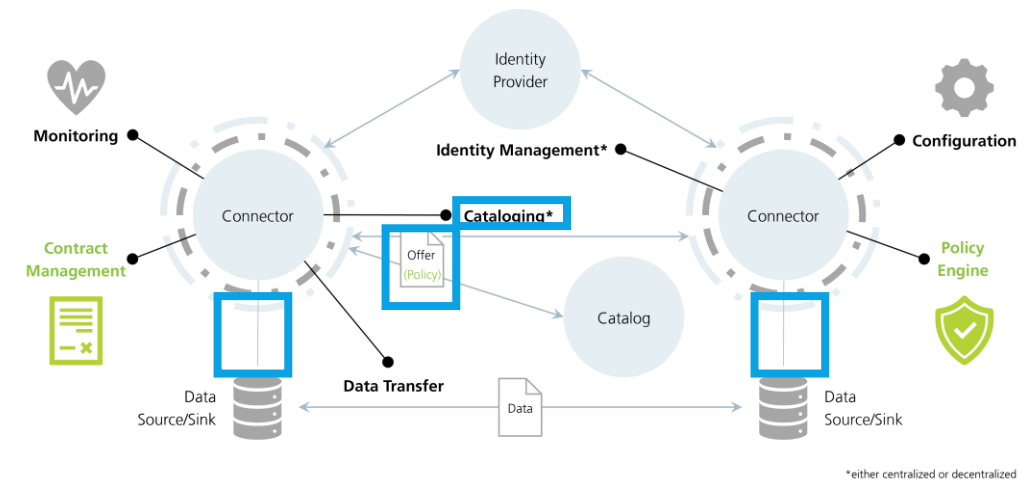 Identity
Provider
Monitoring
Configuration
Identity Management*
Connector
Cataloging*
Connector
Contract
Management
Offer
(Policy)
Policy
Engine
Catalog
Data Transfer
Data
Source/Sink
Data
Data
Source/Sink
*either centralized or decentralized